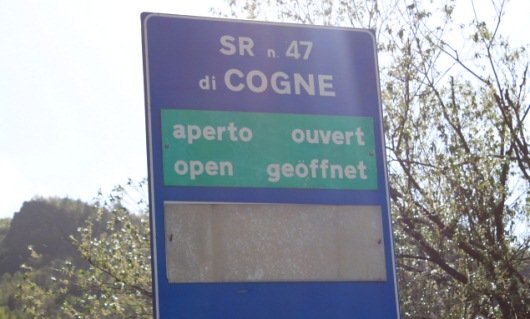 SR n. 47
di COGNE
aperto ouvert
open geöffnet